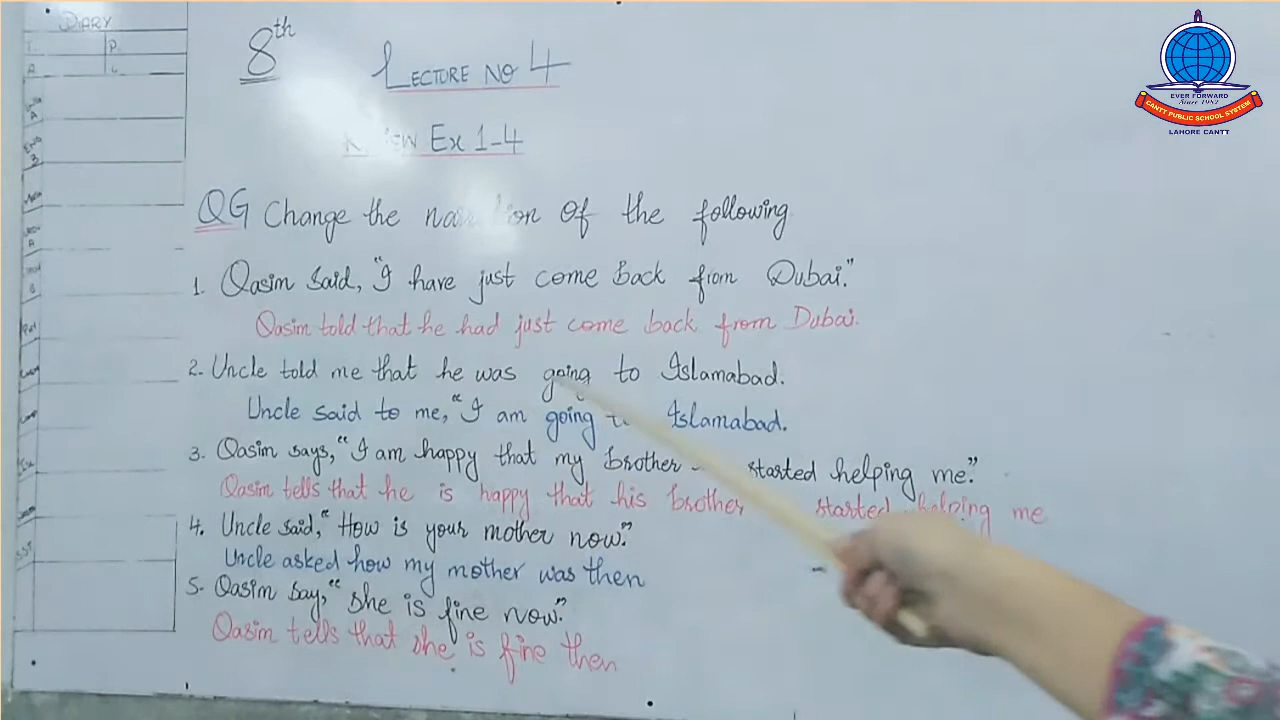 DIARY
P.
L.
8th
LECTURE NO 4
EX 1-4
QG Change the of the following
1. Qasim said, "I have just come back from Dubai."
Qasim told that he had just come back from Dubai.
2. Uncle told me that he was going to Islamabad.
Uncle said to me, "I am going Islamabad.
3. Qasim says, "I am happy that my brother started helping me."
Qasim tells that he is happy that his brother started helping me
4. Uncle said, "How is your mother now."
Uncle asked how my mother was then
5. Qasim say, "she is fine now."
Qasim tells that she is fine then
EVER FORWARD
Since 1982
CANTT PUBLIC SCHOOL SYSTEM
LAHORE CANTT